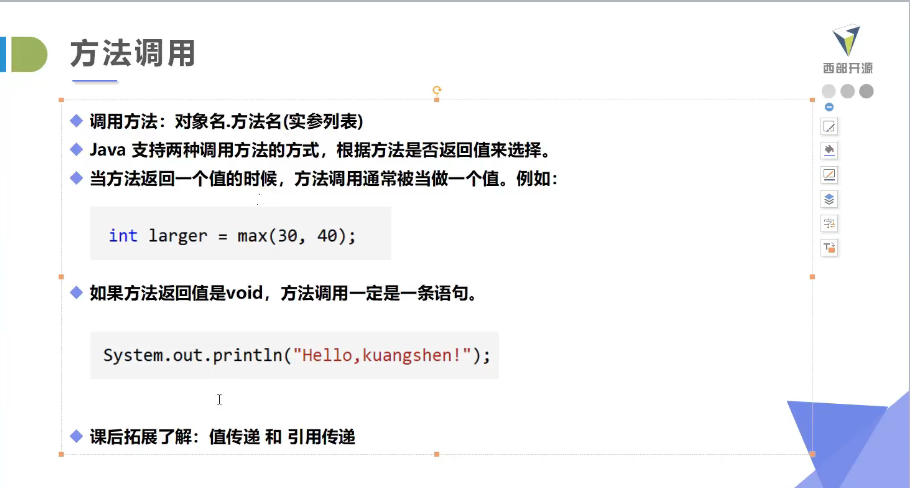 方法调用
西部开源
调用方法：对象名.方法名(实参列表)
Java 支持两种调用方法的方式，根据方法是否返回值来选择。
当方法返回一个值的时候，方法调用通常被当做一个值。例如：
int larger = max(30, 40);
如果方法返回值是void，方法调用一定是一条语句。
System.out.println("Hello,kuangshen!");
课后拓展了解：值传递 和 引用传递